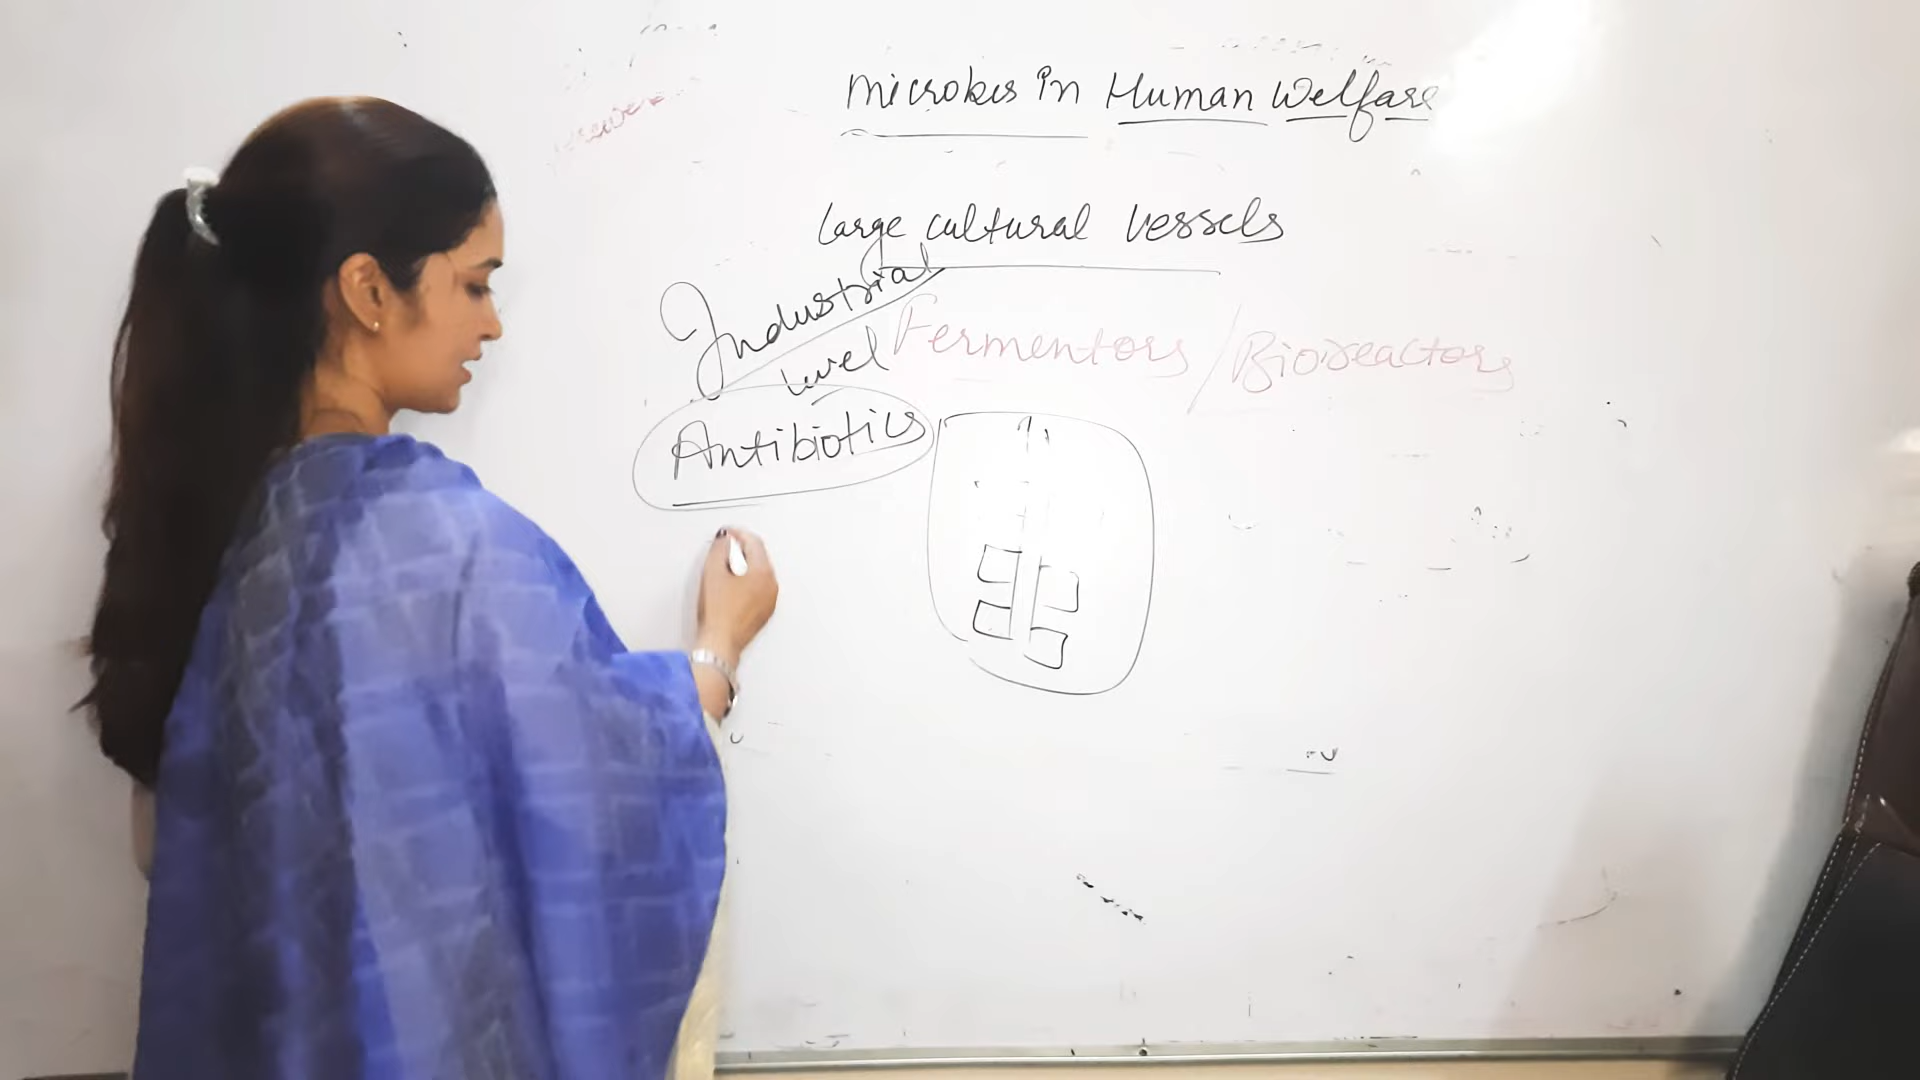 Microbes in Human Welfare
Large cultural vessels
Industrial
level
Fermentors / Bioreactors
Antibiotics